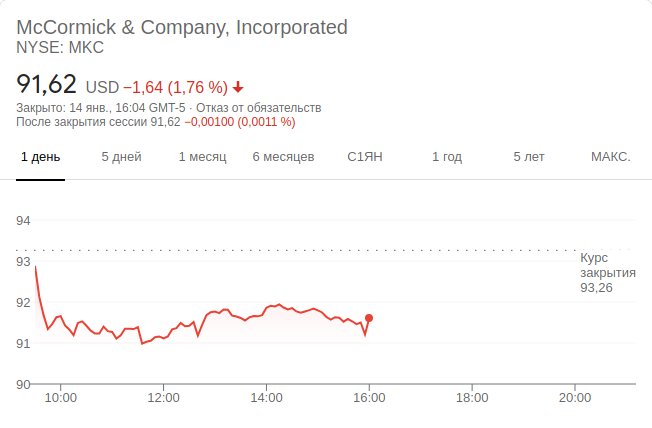 McCormick & Company, Incorporated
NYSE: MKC
91,62 USD −1,64 (1,76 %)
Закрыто: 14 янв., 16:04 GMT-5 · Отказ от обязательств
После закрытия сессии 91,62 −0,00100 (0,0011 %)
1 день 5 дней 1 месяц 6 месяцев С1ЯН 1 год 5 лет МАКС.
94
93
92
91
90
Курс
закрытия
93,26
10:00 12:00 14:00 16:00 18:00 20:00